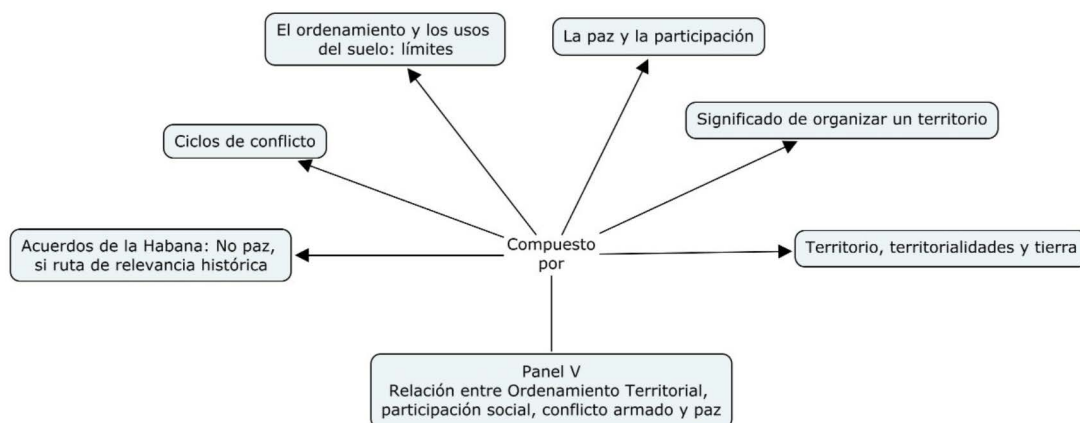 El ordenamiento y los usos
del suelo: límites
La paz y la participación
Ciclos de conflicto
Significado de organizar un territorio
Acuerdos de la Habana: No paz,
si ruta de relevancia histórica
Compuesto
por
Territorio, territorialidades y tierra
Panel V
Relación entre Ordenamiento Territorial,
participación social, conflicto armado y paz